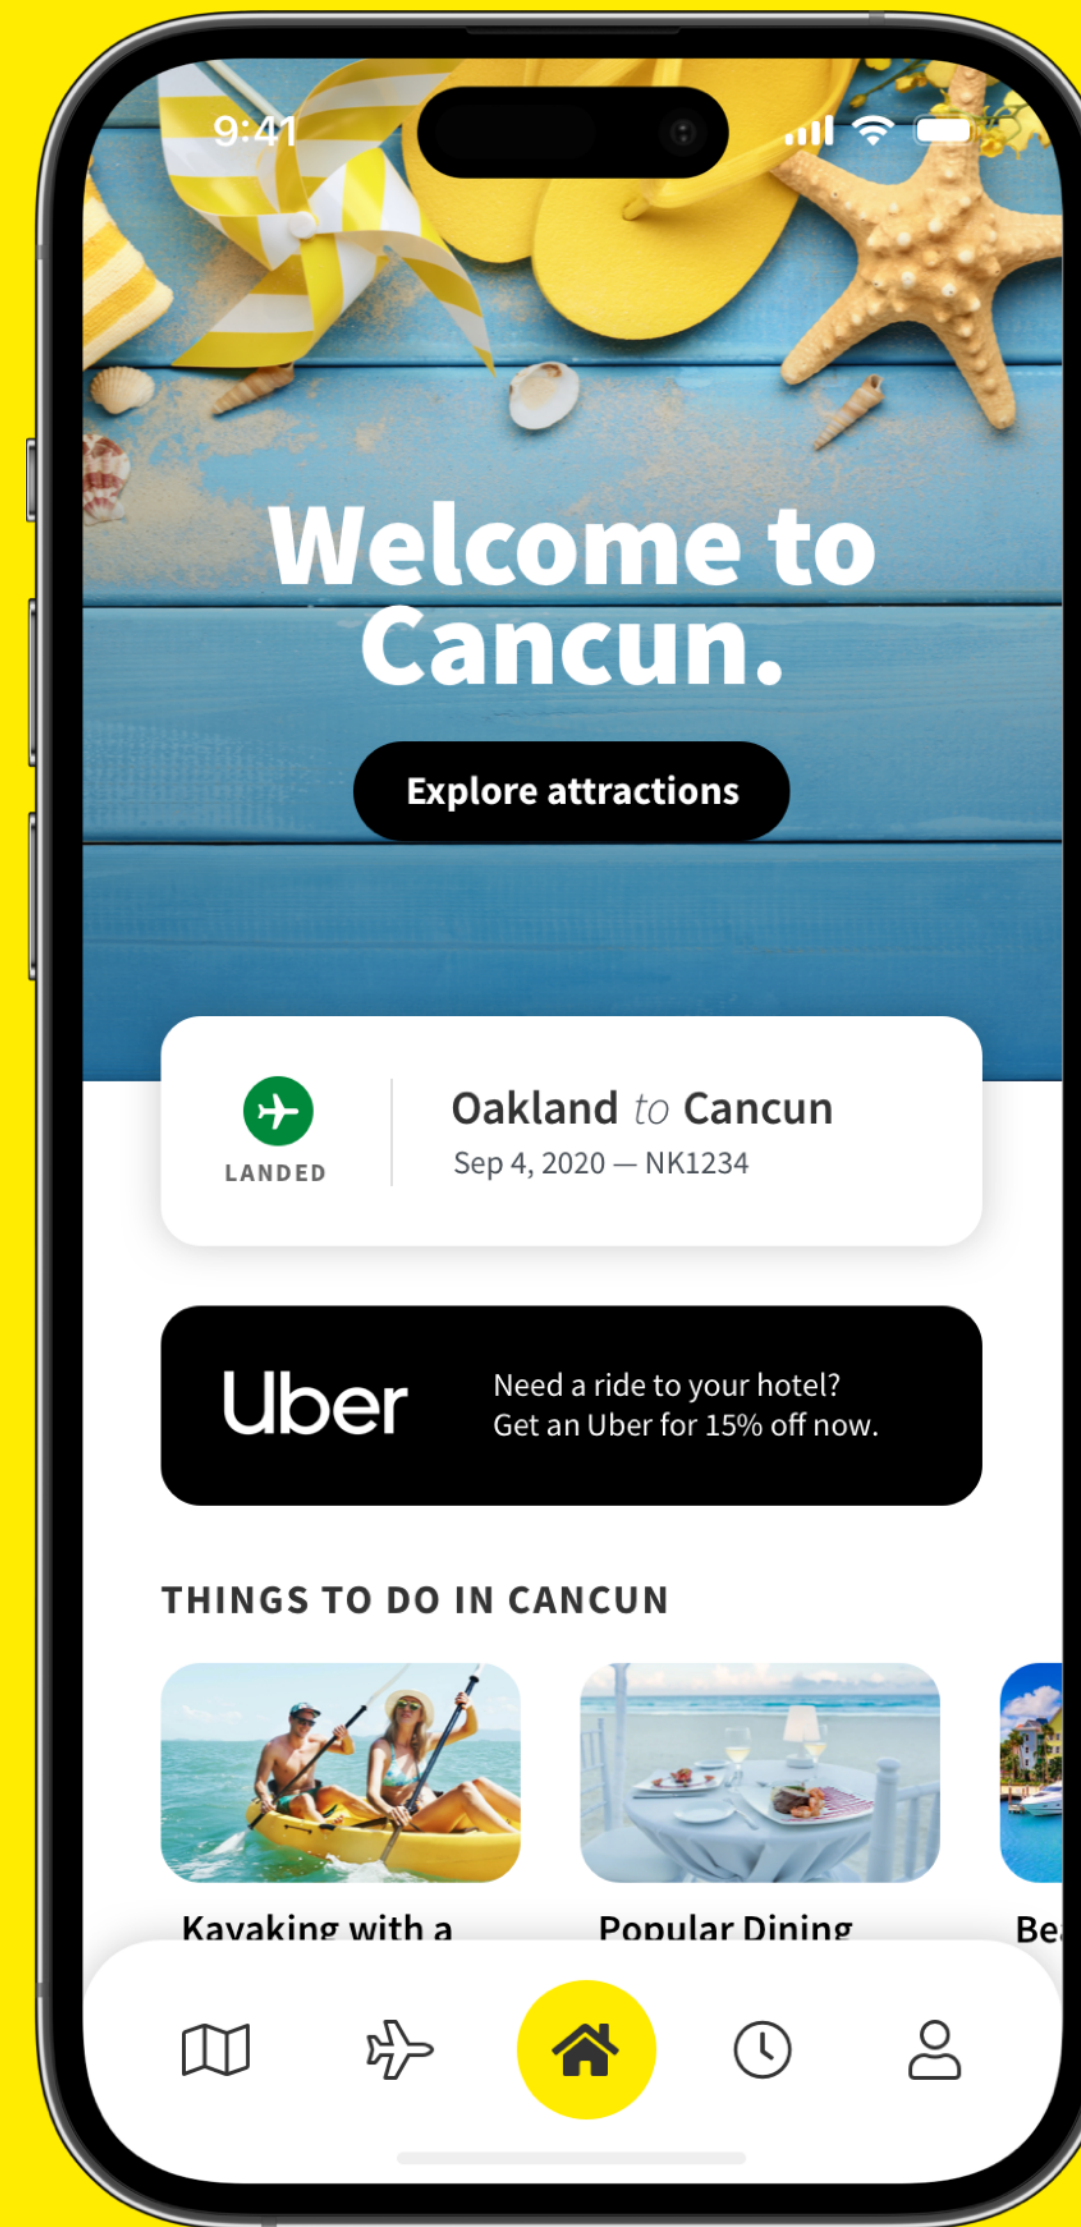 9:41
Welcome to
Cancun.
Explore attractions
LANDED
Oakland to Cancun
Sep 4, 2020 — NK1234
Uber
Need a ride to your hotel?
Get an Uber for 15% off now.
THINGS TO DO IN CANCUN
Kayaking with a
Popular Dining